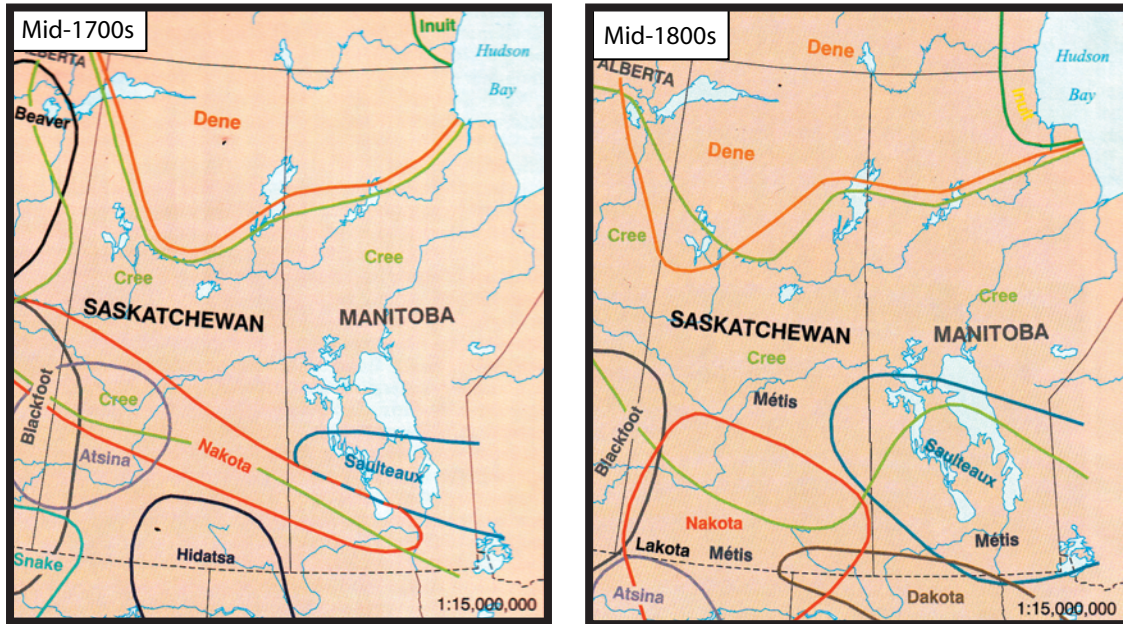 Mid-1700s
Inuit
Hudson
Bay
ALBERTA
Beaver
Dene
Cree
Cree
SASKATCHEWAN
MANITOBA
Blackfoot
Cree
Atsina
Nakota
Saulteaux
Snake
Hidatsa
1:15,000,000
Mid-1800s
Dene
Hudson
Bay
ALBERTA
Inuit
Dene
Cree
Cree
SASKATCHEWAN
MANITOBA
Cree
Métis
Blackfoot
Saulteaux
Nakota
Lakota
Métis
Métis
Atsina
Dakota
1:15,000,000